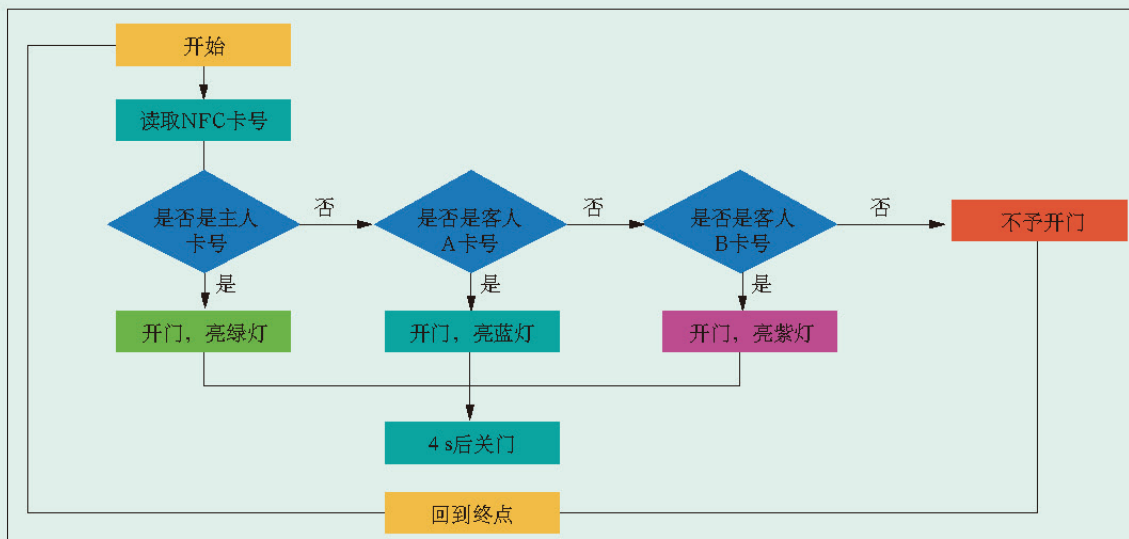 开始
读取NFC卡号
是否是主人
卡号
否
是否是客人
A卡号
否
是否是客人
B卡号
否
不予开门
是
是
是
开门，亮绿灯
开门，亮蓝灯
开门，亮紫灯
4 s后关门
回到终点